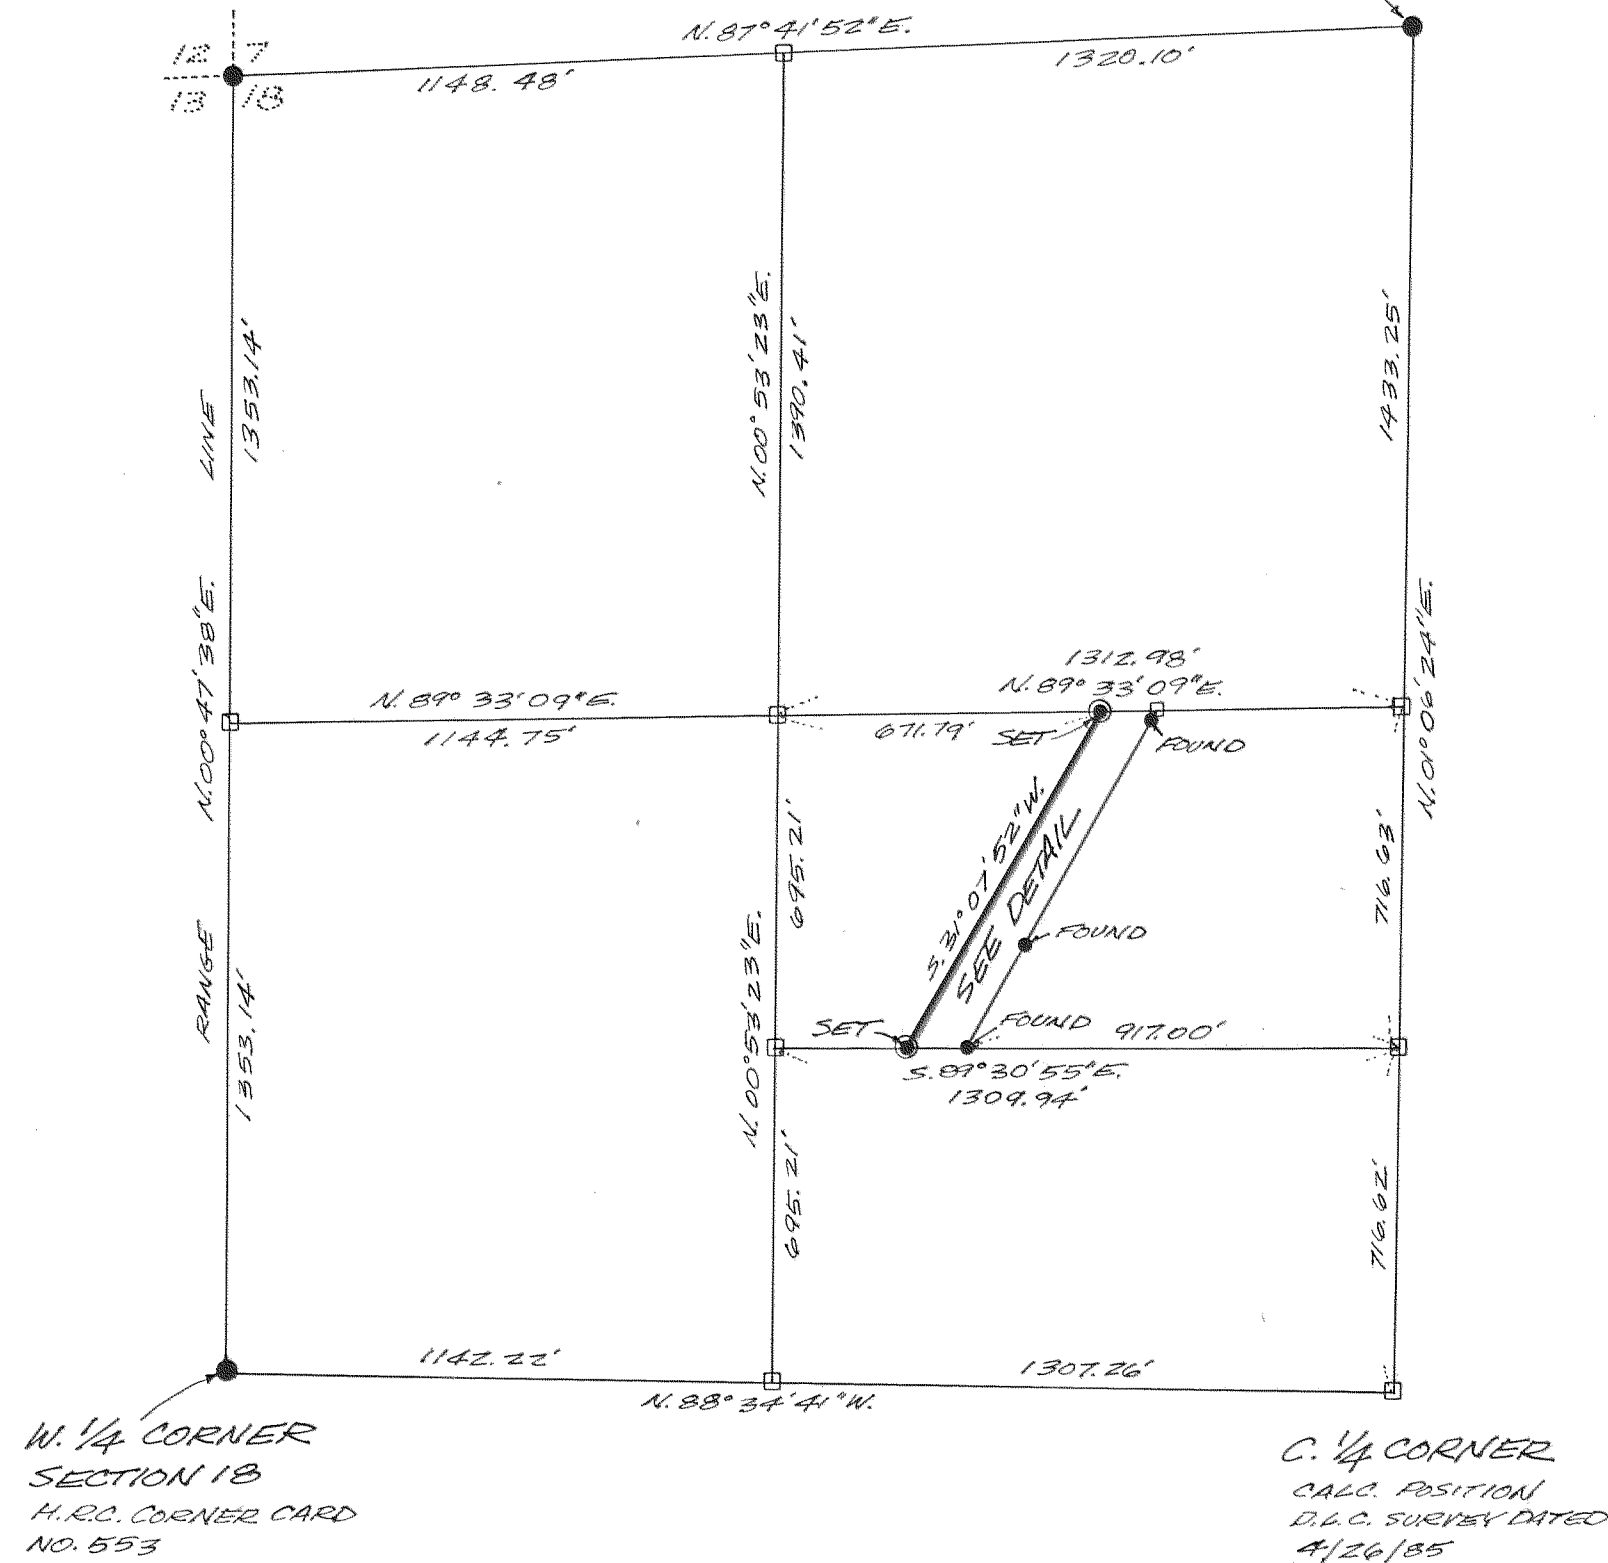 N. 87° 41' 52" E.
1148.48'
1320.10'
12 7
13 18
N. 00° 53' 23" E.
1390.41'
1353.14'
LINE
1433.25'
N. 00° 47' 38" E.
N. 01° 06' 24" E.
1312.98'
N. 89° 33' 09" E.
N. 89° 33' 09" E.
1144.75'
671.79'
SET
FOUND
S. 31° 07' 52" W.
SEE DETAIL
695.21'
716.63'
FOUND
RANGE
1353.14'
N. 00° 53' 23" E.
SET
FOUND
917.00'
S. 89° 30' 55" E.
1309.94'
695.21'
716.62'
1142.22'
1307.26'
N. 88° 34' 41" W.
W. 1/4 CORNER
SECTION 18
H.R.C. CORNER CARD
NO. 553
C. 1/4 CORNER
CALC. POSITION
D.L.C. SURVEY DATED
4/26/85